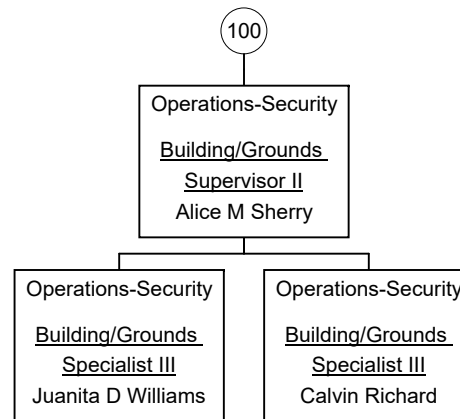 100
Operations-Security
Building/Grounds
Supervisor II
Alice M Sherry
Operations-Security
Building/Grounds
Specialist III
Juanita D Williams
Operations-Security
Building/Grounds
Specialist III
Calvin Richard